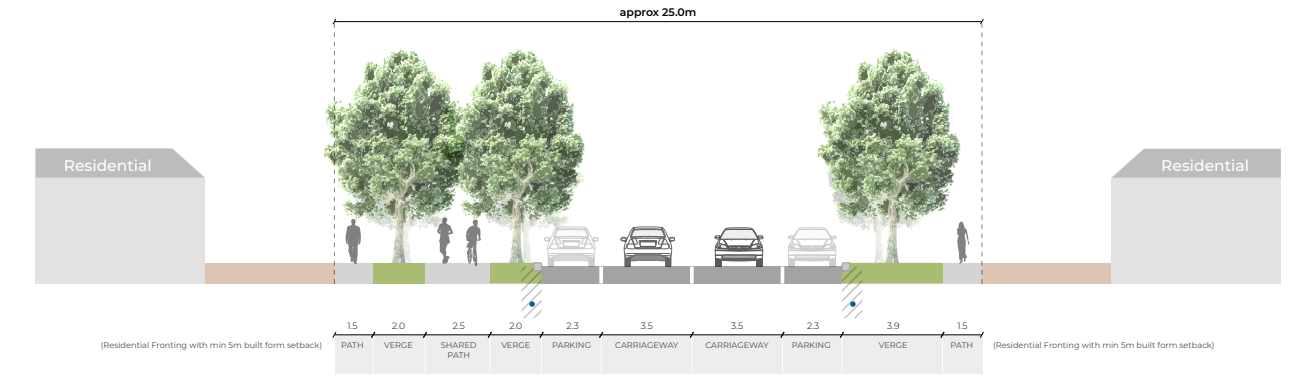 approx 25.0m
Residential
Residential
1.5
2.0
2.5
2.0
2.3
3.5
3.5
2.3
3.9
1.5
(Residential Fronting with min 5m built form setback)
PATH
VERGE
SHARED
PATH
VERGE
PARKING
CARRIAGEWAY
CARRIAGEWAY
PARKING
VERGE
PATH
(Residential Fronting with min 5m built form setback)